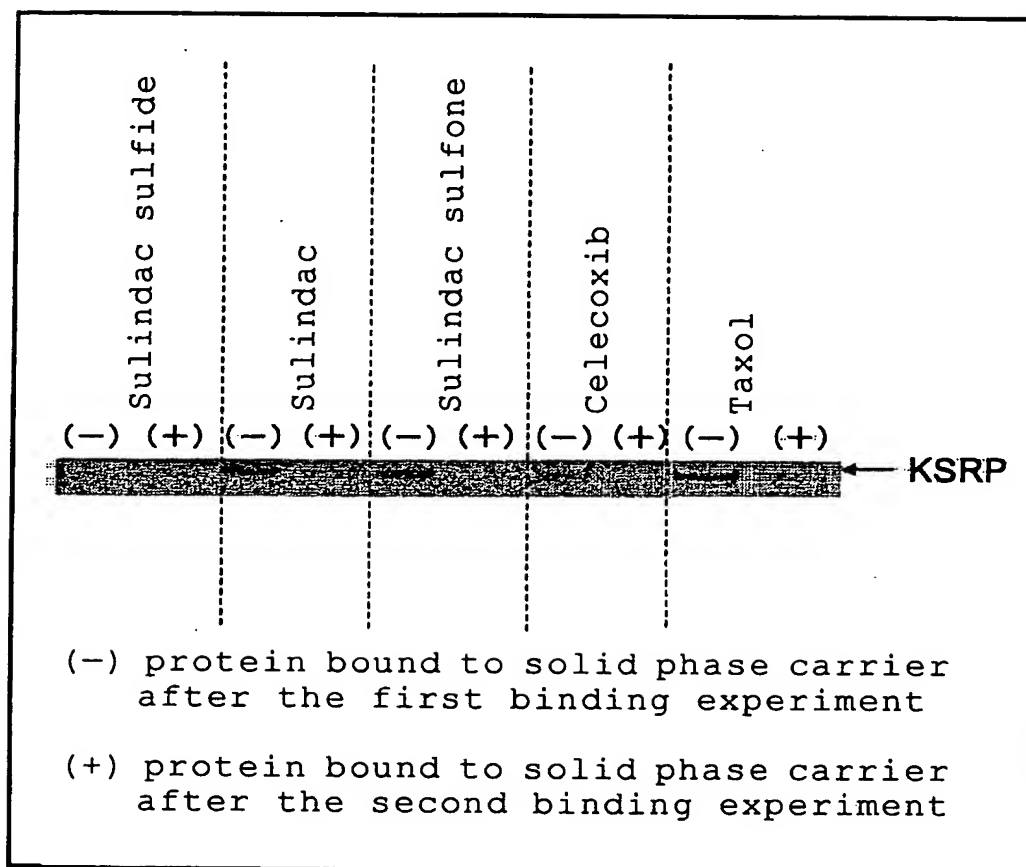 Sulindac sulfide
Sulindac
Sulindac sulfone
Celecoxib
Taxol
(−) (+) (−) (+) (−) (+) (−) (+) (−) (+)
KSRP
(−) protein bound to solid phase carrier
after the first binding experiment
(+) protein bound to solid phase carrier
after the second binding experiment